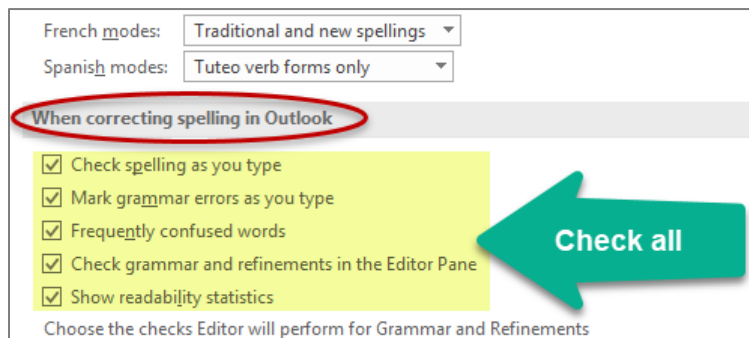 French modes: Traditional and new spellings
Spanish modes: Tuteo verb forms only
When correcting spelling in Outlook
Check spelling as you type
Mark grammar errors as you type
Frequently confused words
Check grammar and refinements in the Editor Pane
Show readability statistics
Check all
Choose the checks Editor will perform for Grammar and Refinements